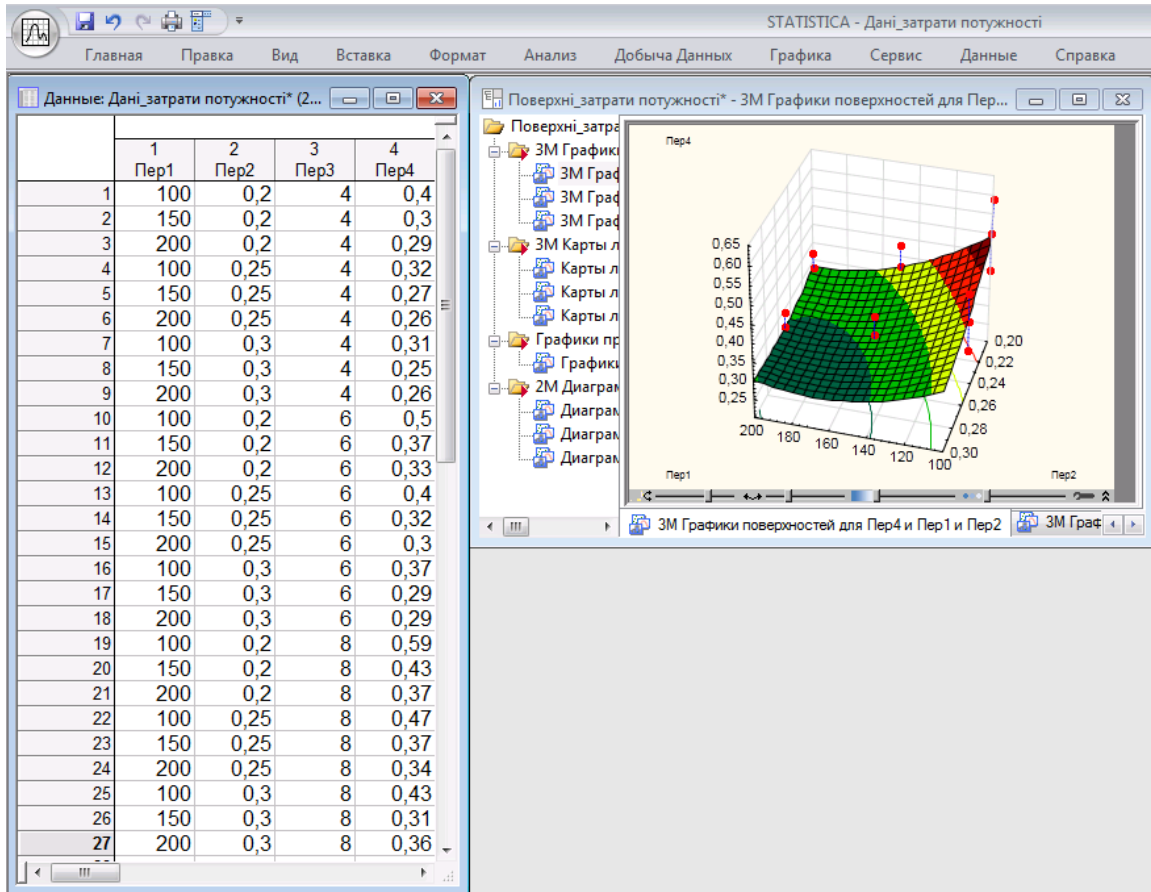 STATISTICA - Дані_затрати потужності
Главная Правка Вид Вставка Формат Анализ Добыча Данных Графика Сервис Данные Справка
Данные: Дані_затрати потужності* (2...
1 2 3 4
Пер1 Пер2 Пер3 Пер4
1 100 0,2 4 0,4
2 150 0,2 4 0,3
3 200 0,2 4 0,29
4 100 0,25 4 0,32
5 150 0,25 4 0,27
6 200 0,25 4 0,26
7 100 0,3 4 0,31
8 150 0,3 4 0,25
9 200 0,3 4 0,26
10 100 0,2 6 0,5
11 150 0,2 6 0,37
12 200 0,2 6 0,33
13 100 0,25 6 0,4
14 150 0,25 6 0,32
15 200 0,25 6 0,3
16 100 0,3 6 0,37
17 150 0,3 6 0,29
18 200 0,3 6 0,29
19 100 0,2 8 0,59
20 150 0,2 8 0,43
21 200 0,2 8 0,37
22 100 0,25 8 0,47
23 150 0,25 8 0,37
24 200 0,25 8 0,34
25 100 0,3 8 0,43
26 150 0,3 8 0,31
27 200 0,3 8 0,36
Поверхні_затрати потужності* - 3М Графики поверхностей для Пер...
Поверхні_затра
3М Графики
3М Граф
3М Граф
3М Граф
3М Карты л
Карты л
Карты л
Карты л
Графики пр
Графики
2М Диаграм
Диаграм
Диаграм
Диаграм
Пер4
0,65
0,60
0,55
0,50
0,45
0,40
0,35
0,30
0,25
200 180 160 140 120 100
0,20
0,22
0,24
0,26
0,28
0,30
Пер1 Пер2
3М Графики поверхностей для Пер4 и Пер1 и Пер2 3М Граф